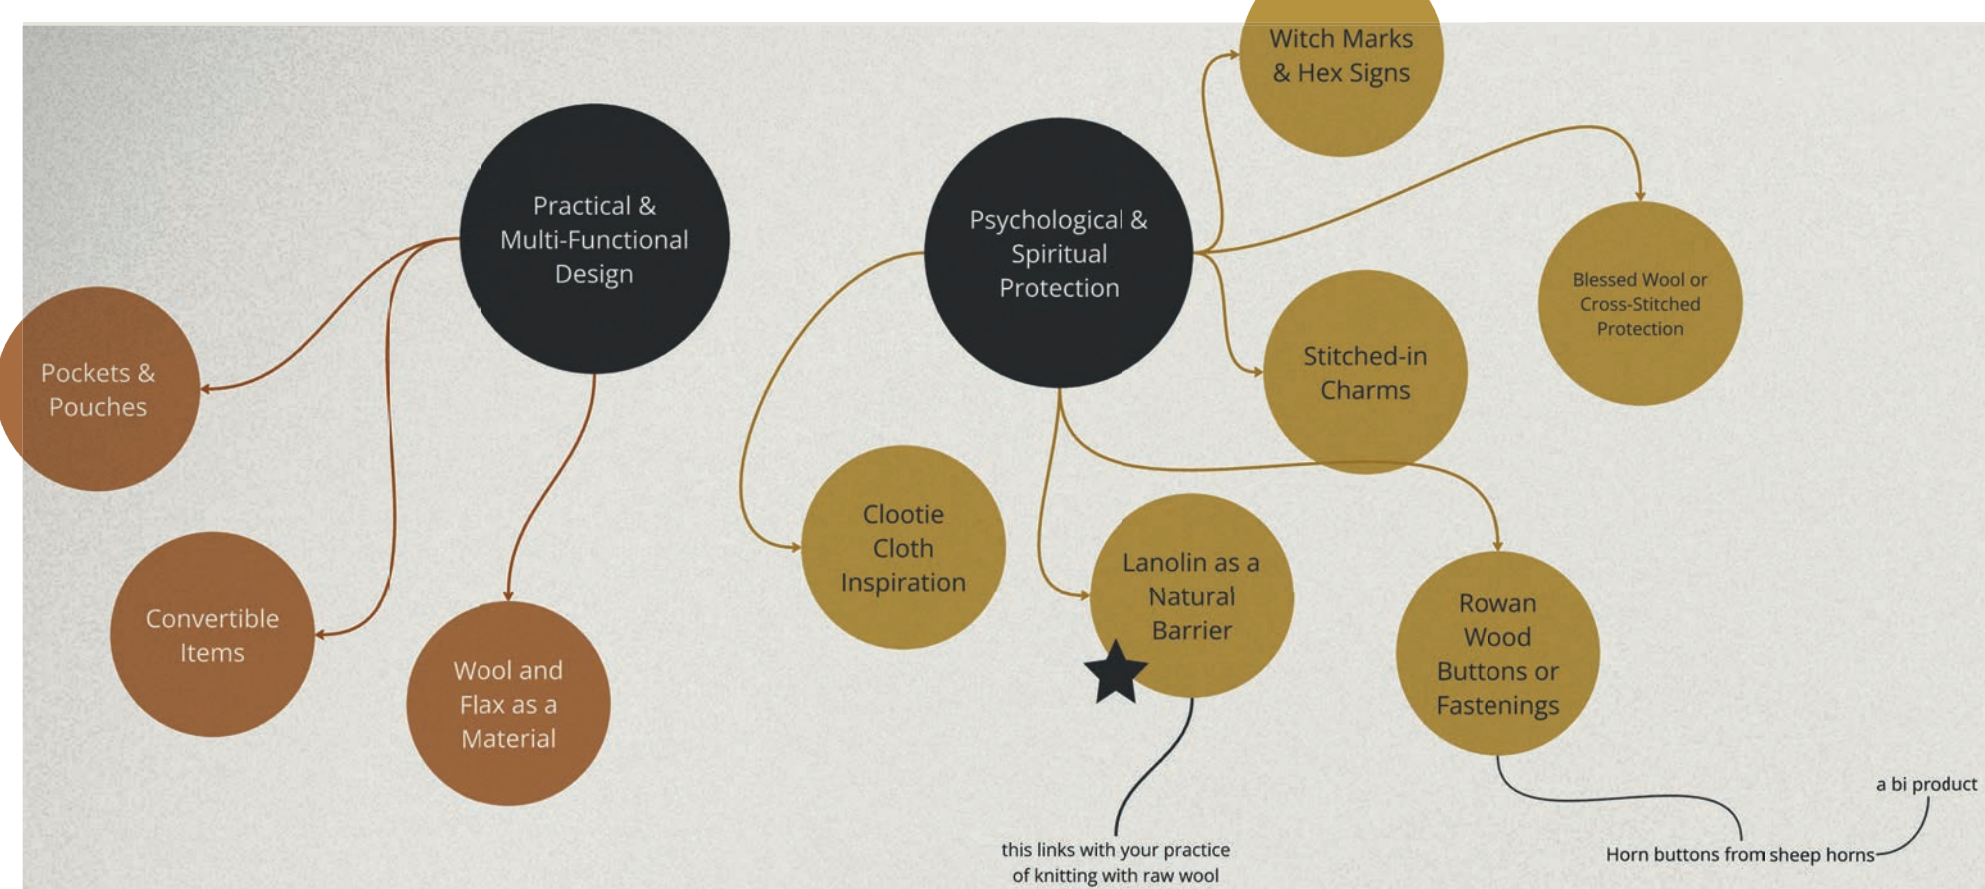 Witch Marks
& Hex Signs
Practical &
Multi-Functional
Design
Psychological &
Spiritual
Protection
Blessed Wool or
Cross-Stitched
Protection
Pockets &
Pouches
Stitched-in
Charms
Clootie
Cloth
Inspiration
Lanolin as a
Natural
Barrier
Convertible
Items
Wool and
Flax as a
Material
Rowan
Wood
Buttons or
Fastenings
a bi product
this links with your practice
of knitting with raw wool
Horn buttons from sheep horns